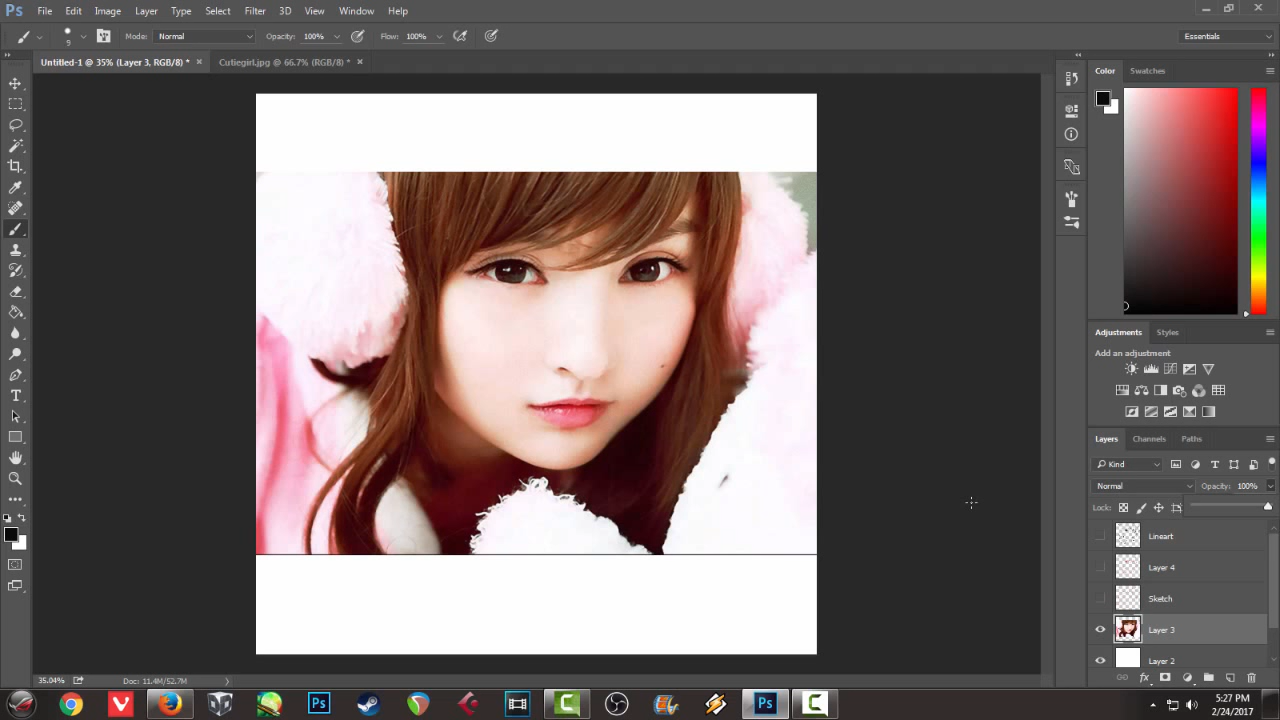 Ps File Edit Image Layer Type Select Filter 3D View Window Help
9 Mode: Normal Opacity: 100% Flow: 100% Essentials
Untitled-1 @ 35% (Layer 3, RGB/8) * × Cutiegirl.jpg @ 66.7% (RGB/8) * ×
Color Swatches
Adjustments Styles
Add an adjustment
Layers Channels Paths
Kind
Normal Opacity: 100%
Lock:
Lineart
Layer 4
Sketch
Layer 3
Layer 2
fx
35.04% Doc: 11.4M/52.7M
5:27 PM
2/24/2017